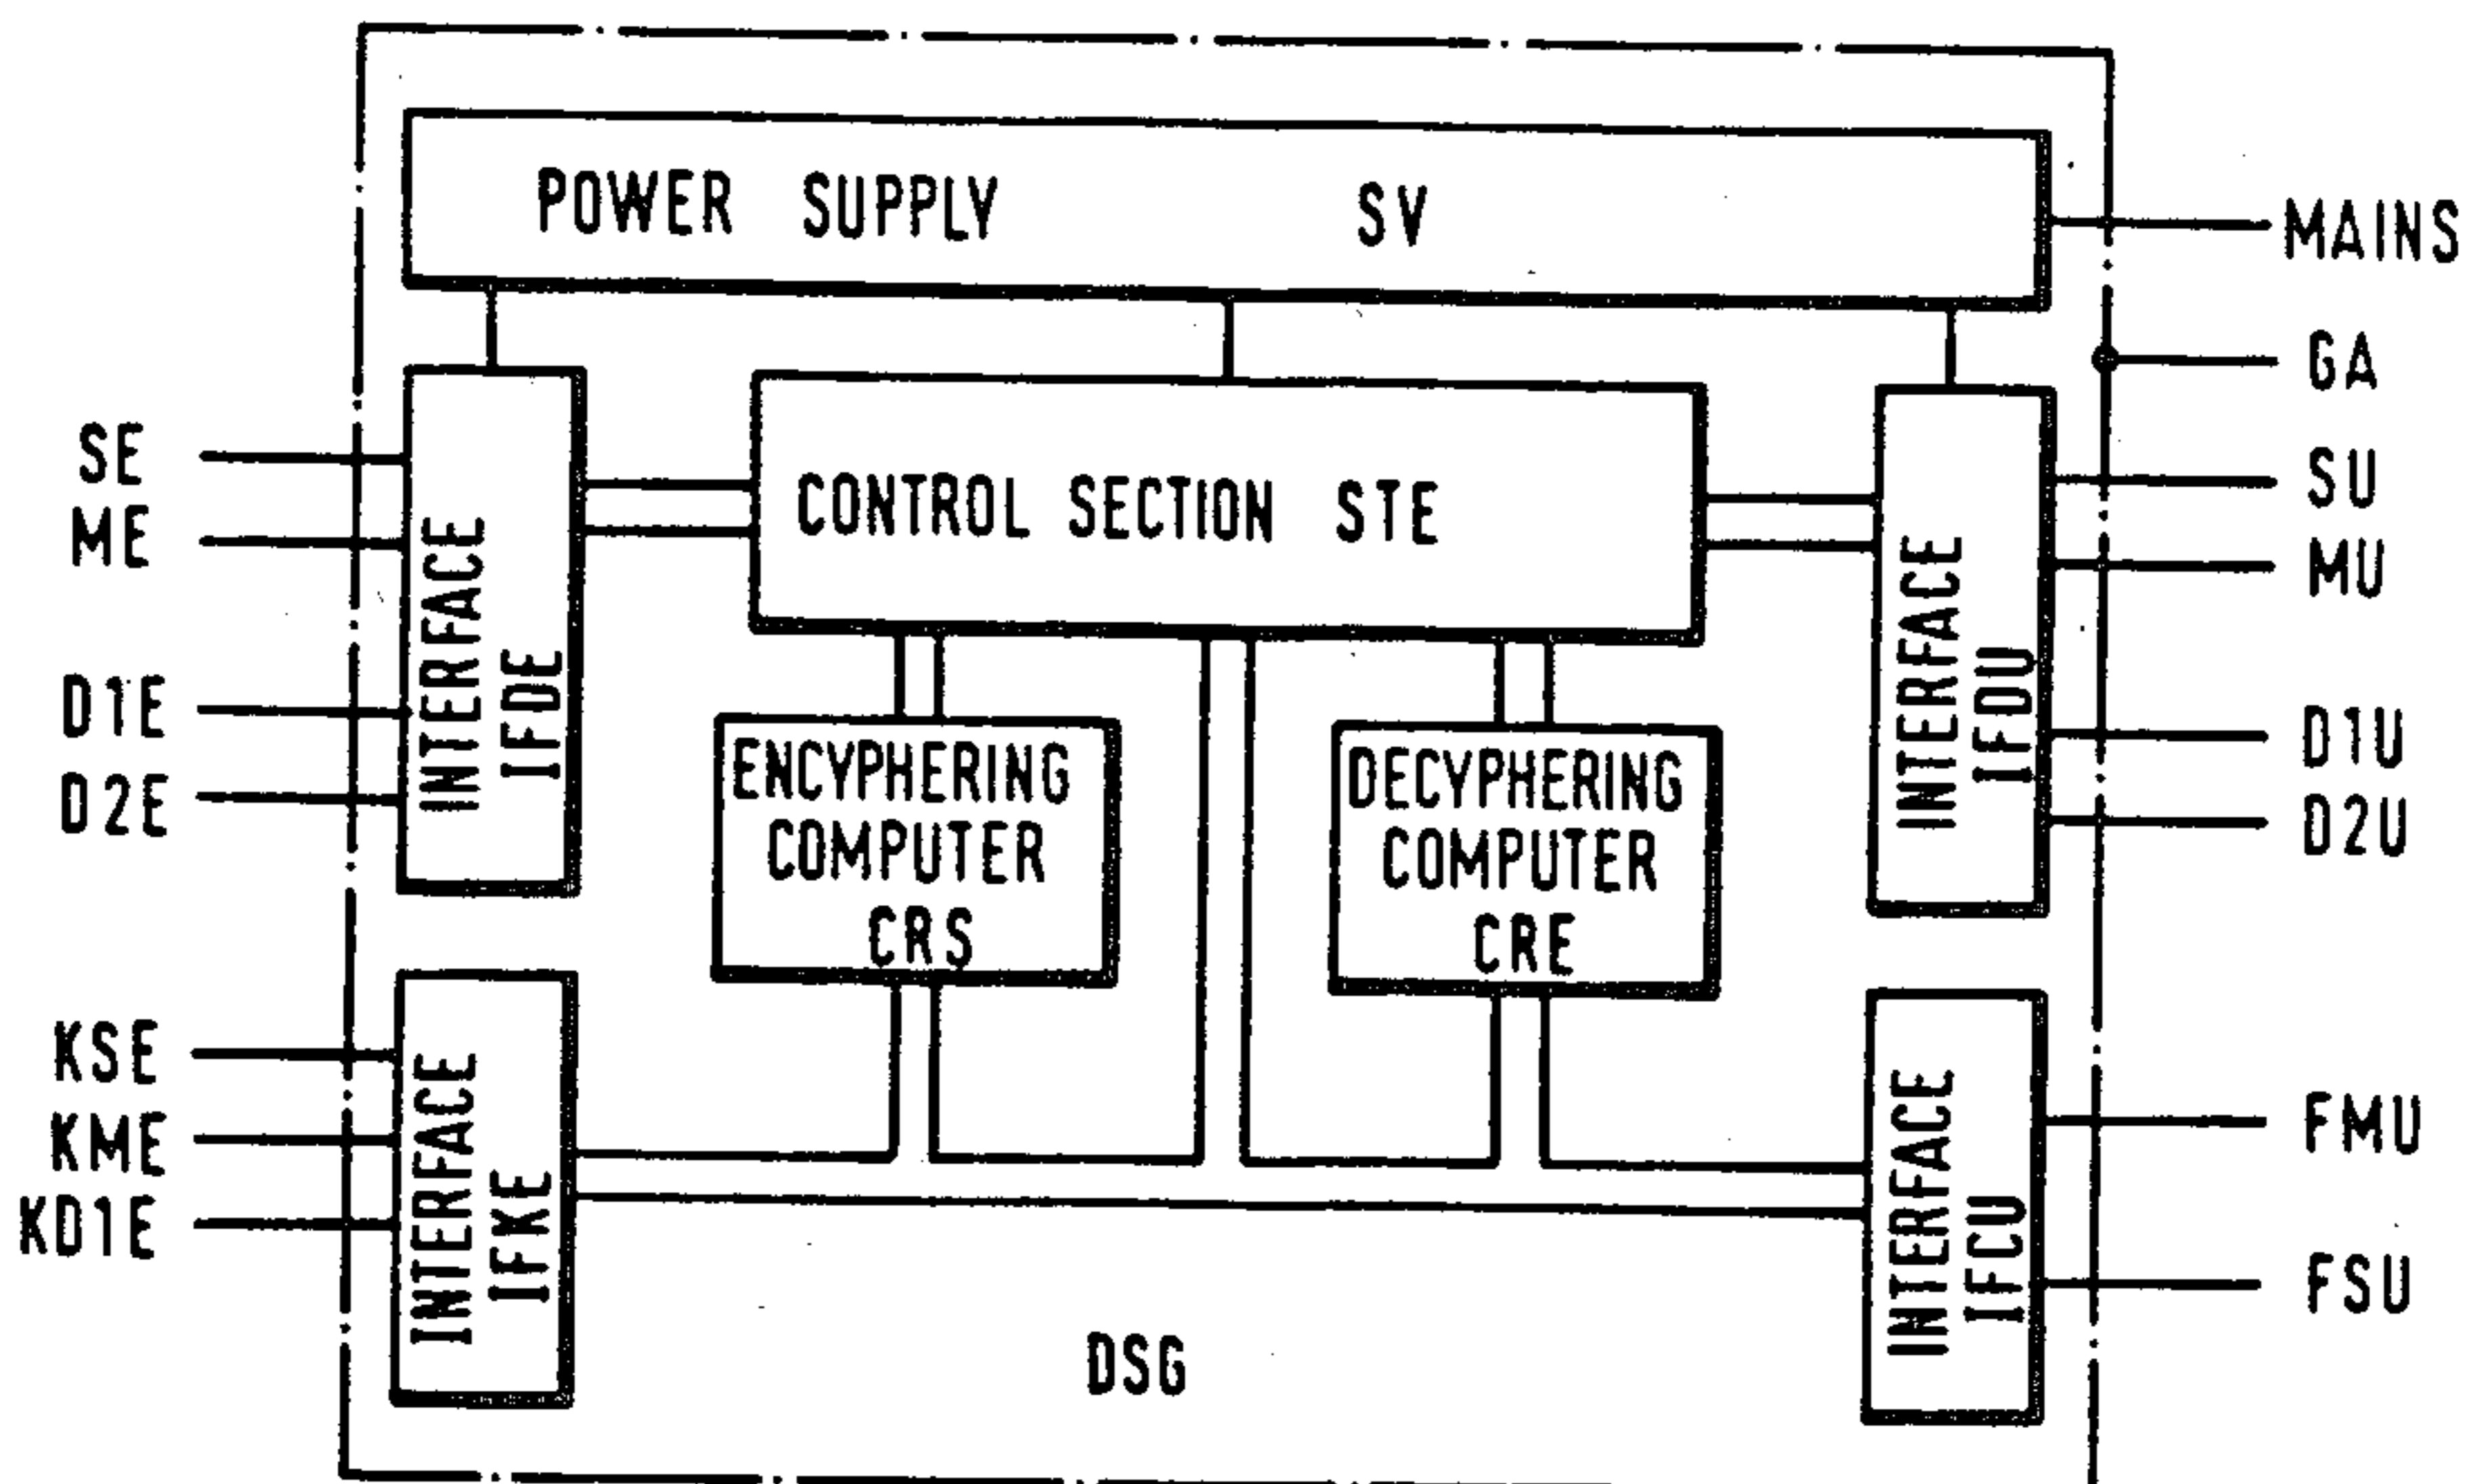 POWER SUPPLY SV
MAINS
GA
SE
ME
D1E
D2E
INTERFACE
IFDE
CONTROL SECTION STE
INTERFACE
IFDU
SU
MU
D1U
D2U
ENCYPHERING
COMPUTER
CRS
DECYPHERING
COMPUTER
CRE
KSE
KME
KD1E
INTERFACE
IFKE
INTERFACE
IFCU
FMU
FSU
DSG